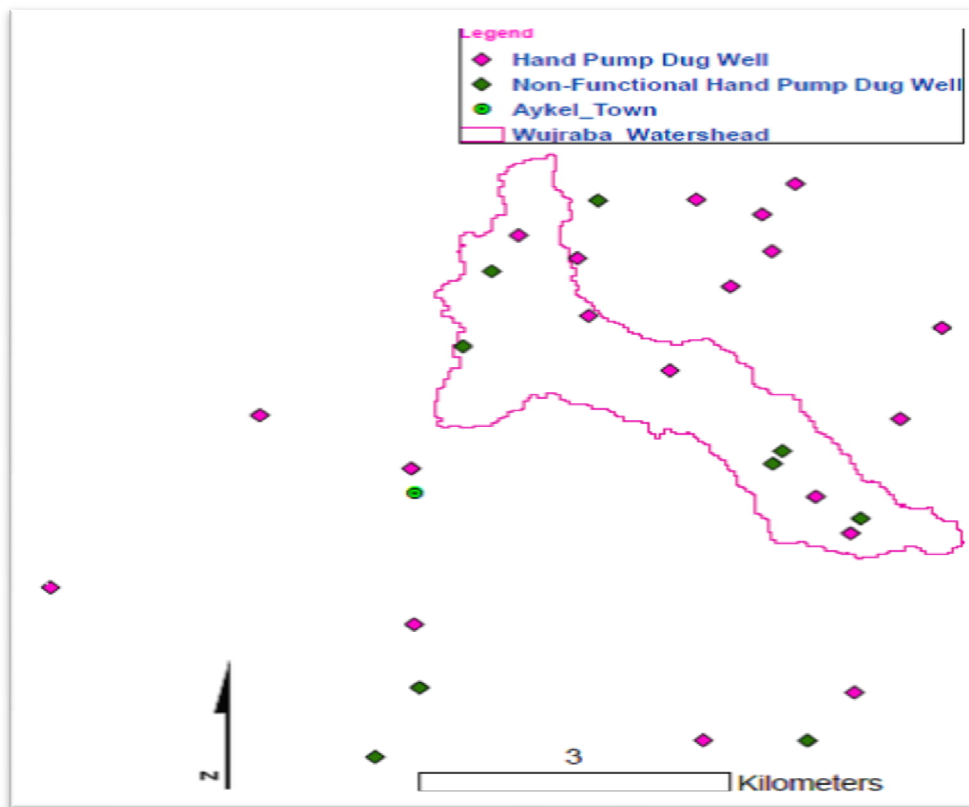 Legend
Hand Pump Dug Well
Non-Functional Hand Pump Dug Well
Aykel_Town
Wujraba_Watershead
3
Kilometers
N